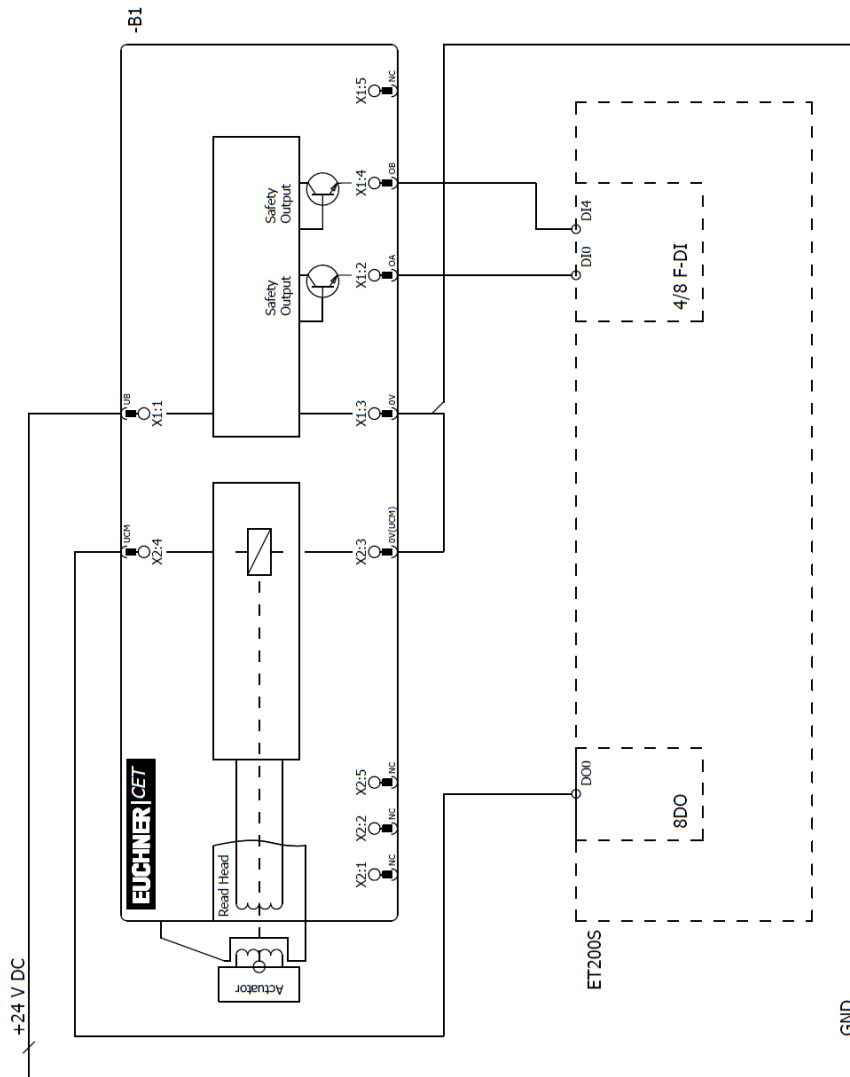 +24 V DC
-B1
EUCHNER|CET
Actuator
Read Head
UCM
X2:4
UB
X1:1
Safety
Output
Safety
Output
X2:1
NC
X2:2
NC
X2:5
NC
X2:3
0V(UCM)
X1:3
0V
X1:2
OA
X1:4
OB
X1:5
NC
ET200S
8DO
DO0
4/8 F-DI
DI0
DI4
GND